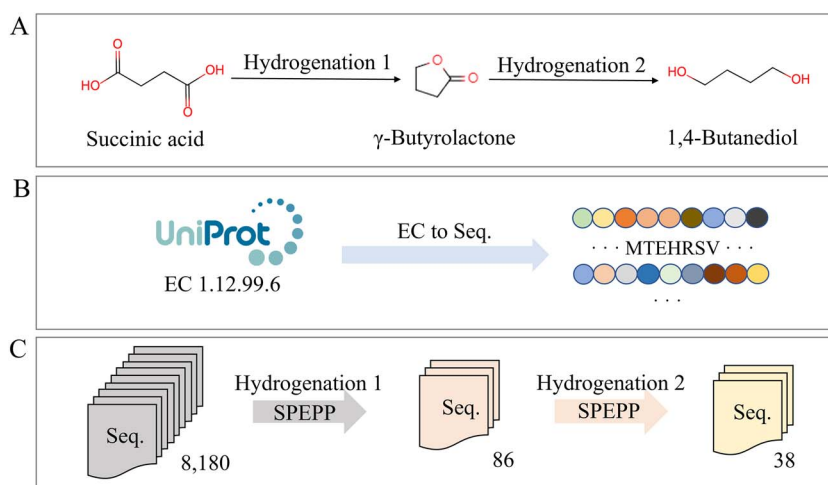 A
O
OH
HO
O
Succinic acid
Hydrogenation 1
O
O
γ-Butyrolactone
Hydrogenation 2
HO
OH
1,4-Butanediol
B
UniProt
EC 1.12.99.6
EC to Seq.
· · · MTEHRSV · · ·
· · ·
C
Seq.
8,180
Hydrogenation 1
SPEPP
Seq.
86
Hydrogenation 2
SPEPP
Seq.
38